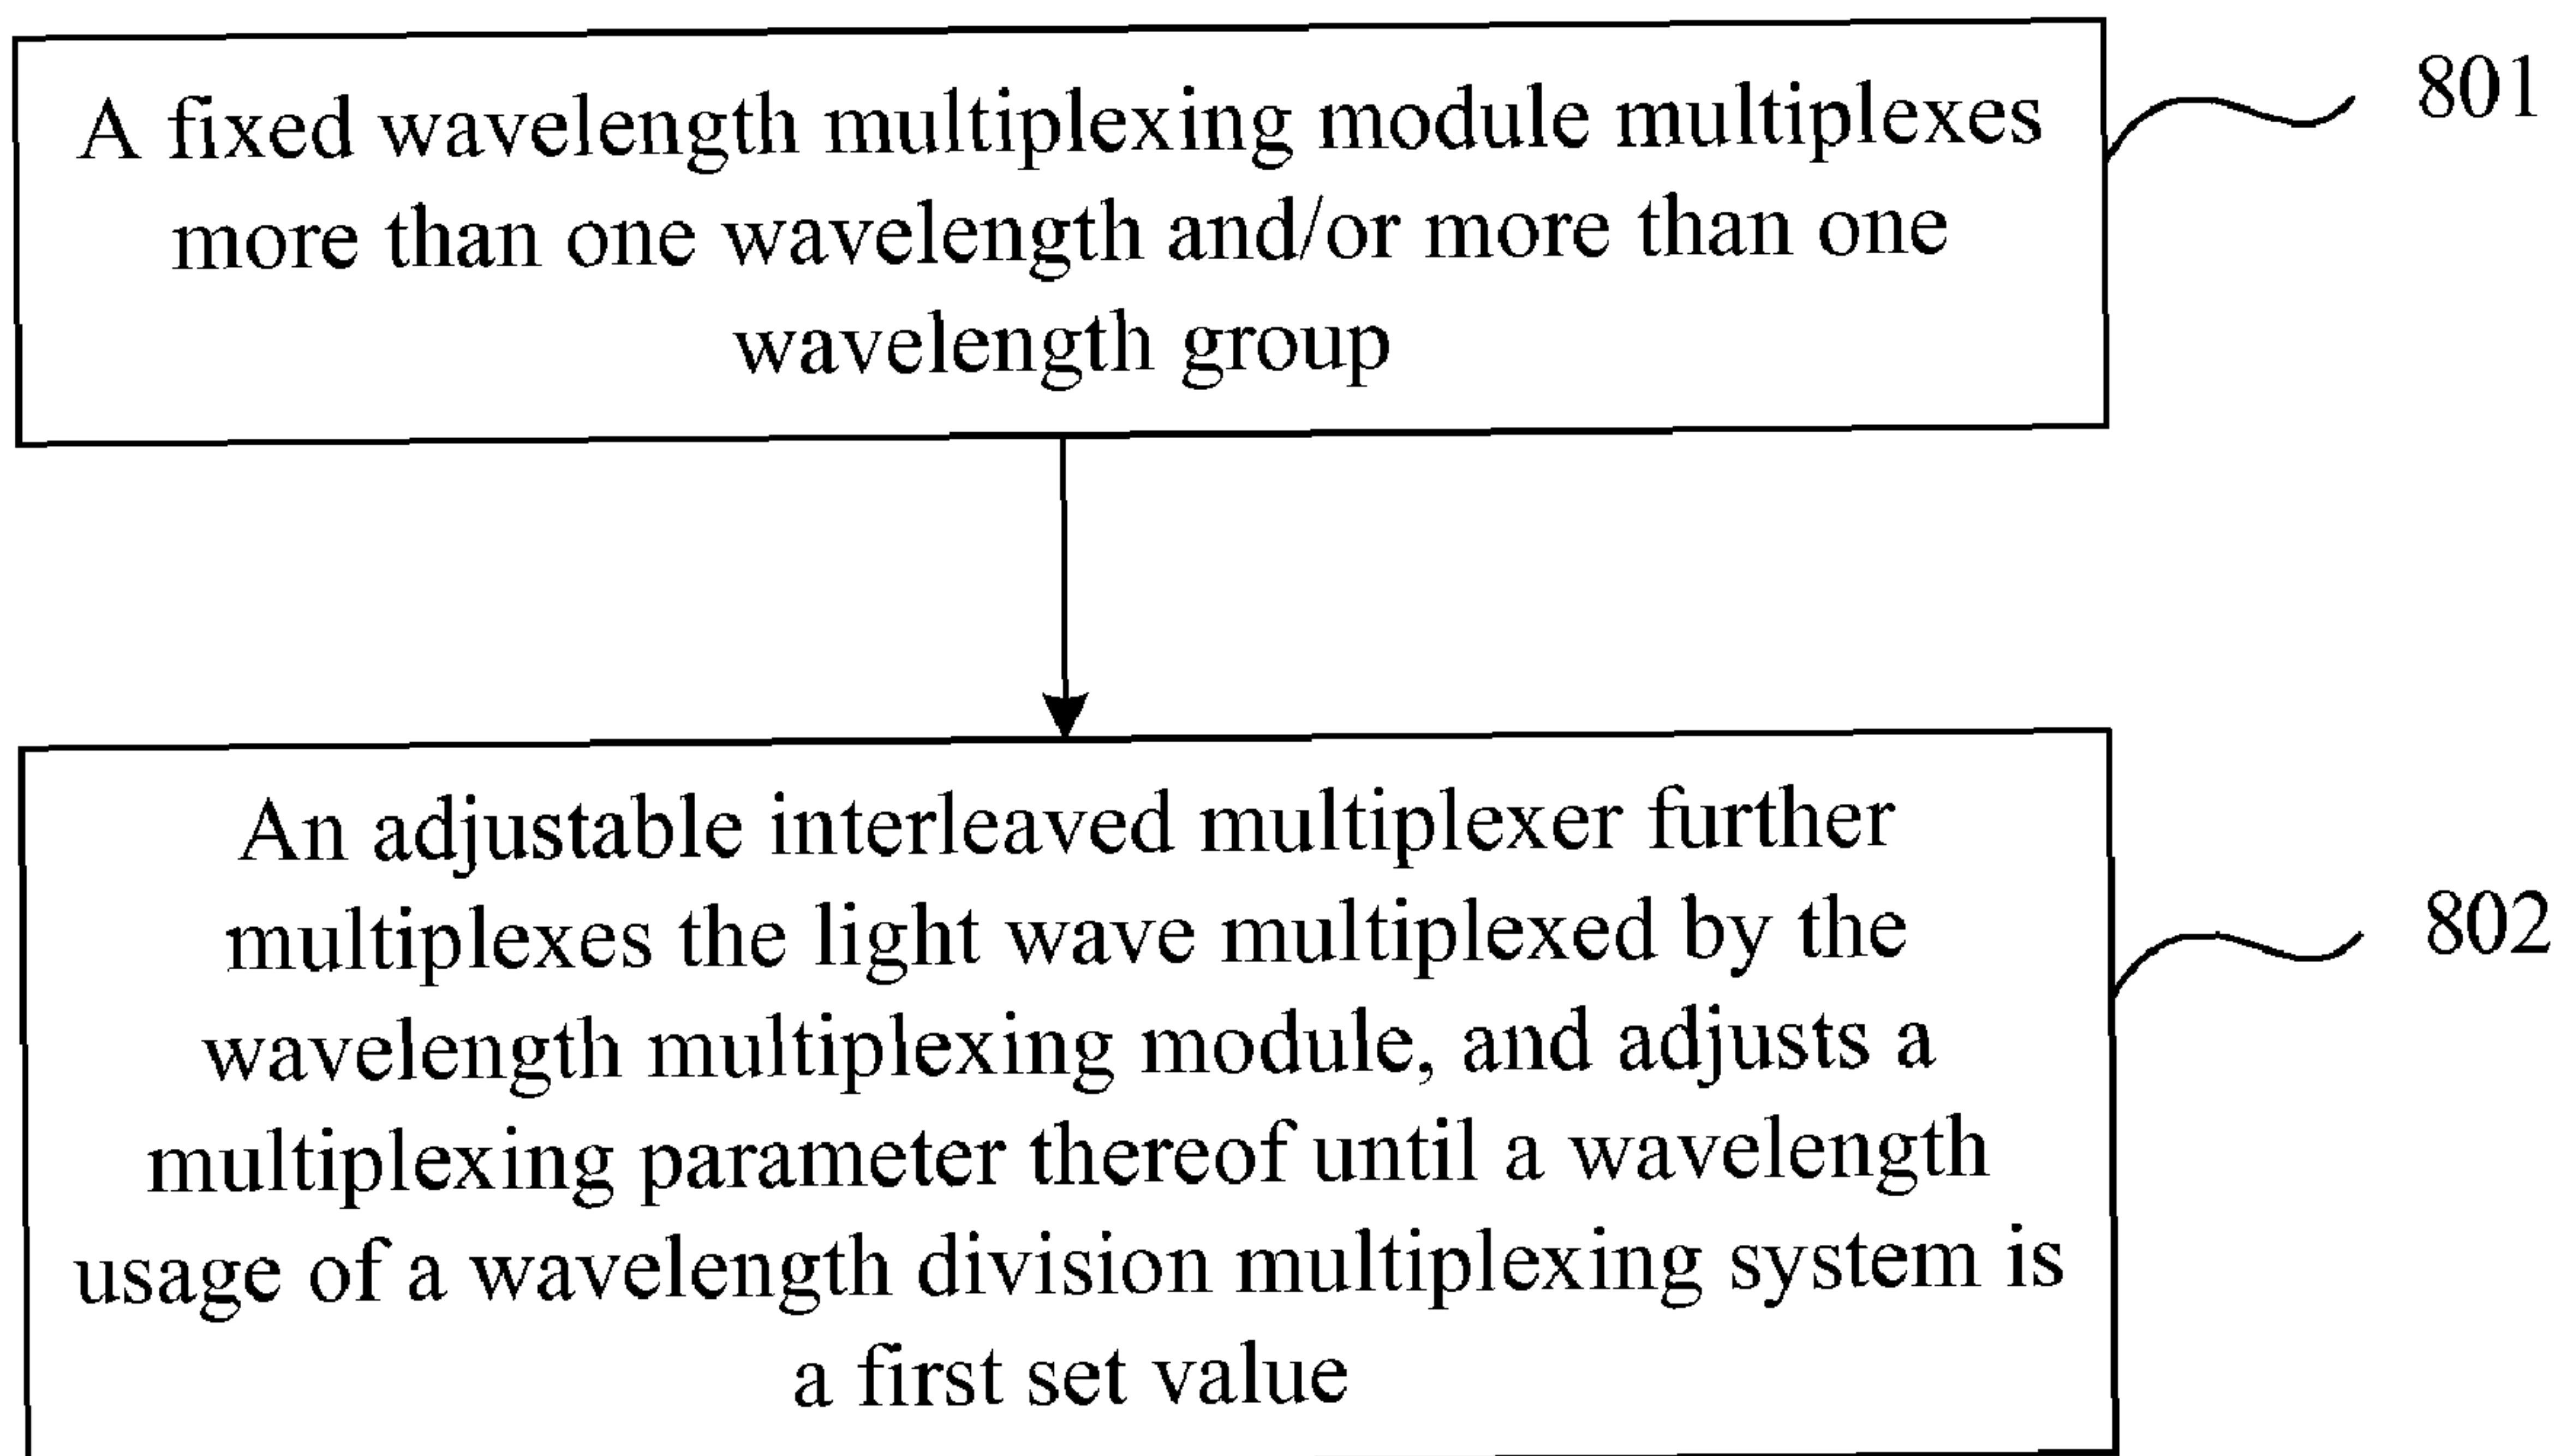 A fixed wavelength multiplexing module multiplexes
more than one wavelength and/or more than one
wavelength group
801
An adjustable interleaved multiplexer further
multiplexes the light wave multiplexed by the
wavelength multiplexing module, and adjusts a
multiplexing parameter thereof until a wavelength
usage of a wavelength division multiplexing system is
a first set value
802